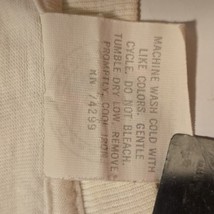 MACHINE WASH COLD WITH
LIKE COLORS. GENTLE
CYCLE. DO NOT BLEACH.
TUMBLE DRY LOW. REMOVE
PROMPTLY. COOL IRON.
RN 74299